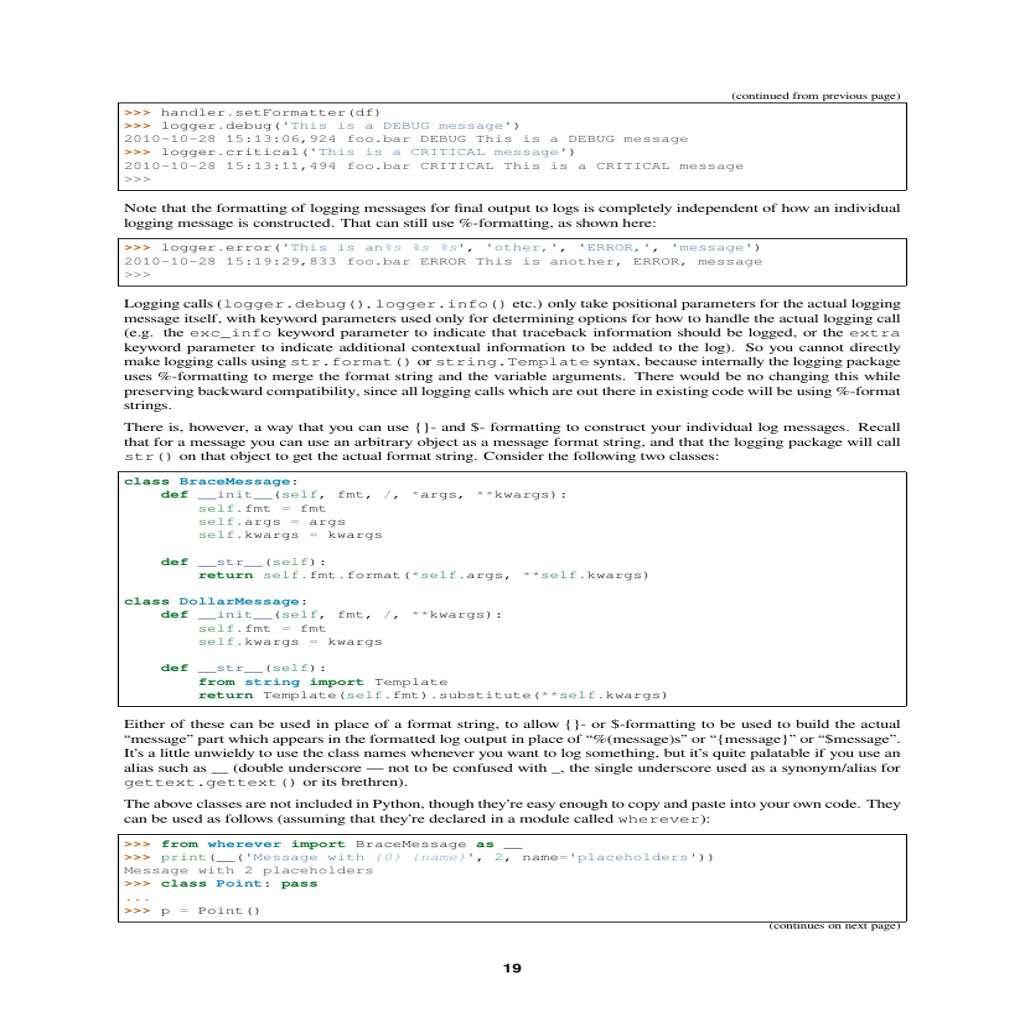 (continued from previous page)
>>> handler.setFormatter(df)
>>> logger.debug('This is a DEBUG message')
2010-10-28 15:13:06,924 foo.bar DEBUG This is a DEBUG message
>>> logger.critical('This is a CRITICAL message')
2010-10-28 15:13:11,494 foo.bar CRITICAL This is a CRITICAL message
>>>
Note that the formatting of logging messages for final output to logs is completely independent of how an individual
logging message is constructed. That can still use %-formatting, as shown here:
>>> logger.error('This is an%s %s %s', 'other,', 'ERROR,', 'message')
2010-10-28 15:19:29,833 foo.bar ERROR This is another, ERROR, message
>>>
Logging calls (logger.debug(), logger.info() etc.) only take positional parameters for the actual logging
message itself, with keyword parameters used only for determining options for how to handle the actual logging call
(e.g. the exc_info keyword parameter to indicate that traceback information should be logged, or the extra
keyword parameter to indicate additional contextual information to be added to the log). So you cannot directly
make logging calls using str.format() or string.Template syntax, because internally the logging package
uses %-formatting to merge the format string and the variable arguments. There would be no changing this while
preserving backward compatibility, since all logging calls which are out there in existing code will be using %-format
strings.
There is, however, a way that you can use {}- and $- formatting to construct your individual log messages. Recall
that for a message you can use an arbitrary object as a message format string, and that the logging package will call
str() on that object to get the actual format string. Consider the following two classes:
class BraceMessage:
    def __init__(self, fmt, /, *args, **kwargs):
        self.fmt = fmt
        self.args = args
        self.kwargs = kwargs
    def __str__(self):
        return self.fmt.format(*self.args, **self.kwargs)
class DollarMessage:
    def __init__(self, fmt, /, **kwargs):
        self.fmt = fmt
        self.kwargs = kwargs
    def __str__(self):
        from string import Template
        return Template(self.fmt).substitute(**self.kwargs)
Either of these can be used in place of a format string, to allow {}- or $-formatting to be used to build the actual
“message” part which appears in the formatted log output in place of “%(message)s” or “{message}” or “$message”.
It’s a little unwieldy to use the class names whenever you want to log something, but it’s quite palatable if you use an
alias such as __ (double underscore — not to be confused with _, the single underscore used as a synonym/alias for
gettext.gettext() or its brethren).
The above classes are not included in Python, though they’re easy enough to copy and paste into your own code. They
can be used as follows (assuming that they’re declared in a module called wherever):
>>> from wherever import BraceMessage as __
>>> print(__('Message with {0} {name}', 2, name='placeholders'))
Message with 2 placeholders
>>> class Point: pass
...
>>> p = Point()
(continues on next page)
19